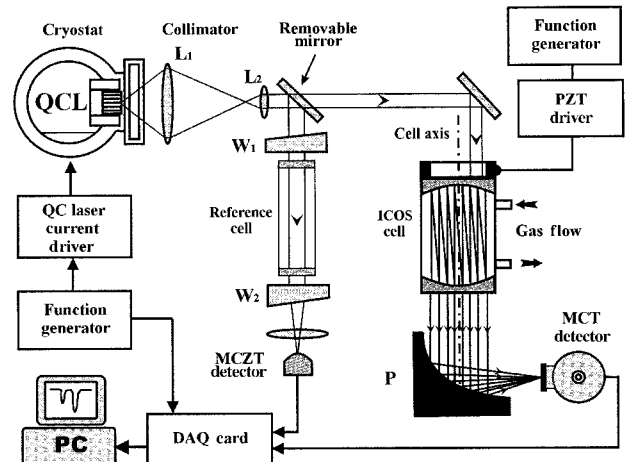 Cryostat
Collimator
Removable
mirror
Function
generator
L1
L2
QCL
PZT
driver
W1
Cell axis
QC laser
current
driver
Reference
cell
ICOS
cell
Gas flow
W2
Function
generator
MCZT
detector
MCT
detector
P
PC
DAQ card